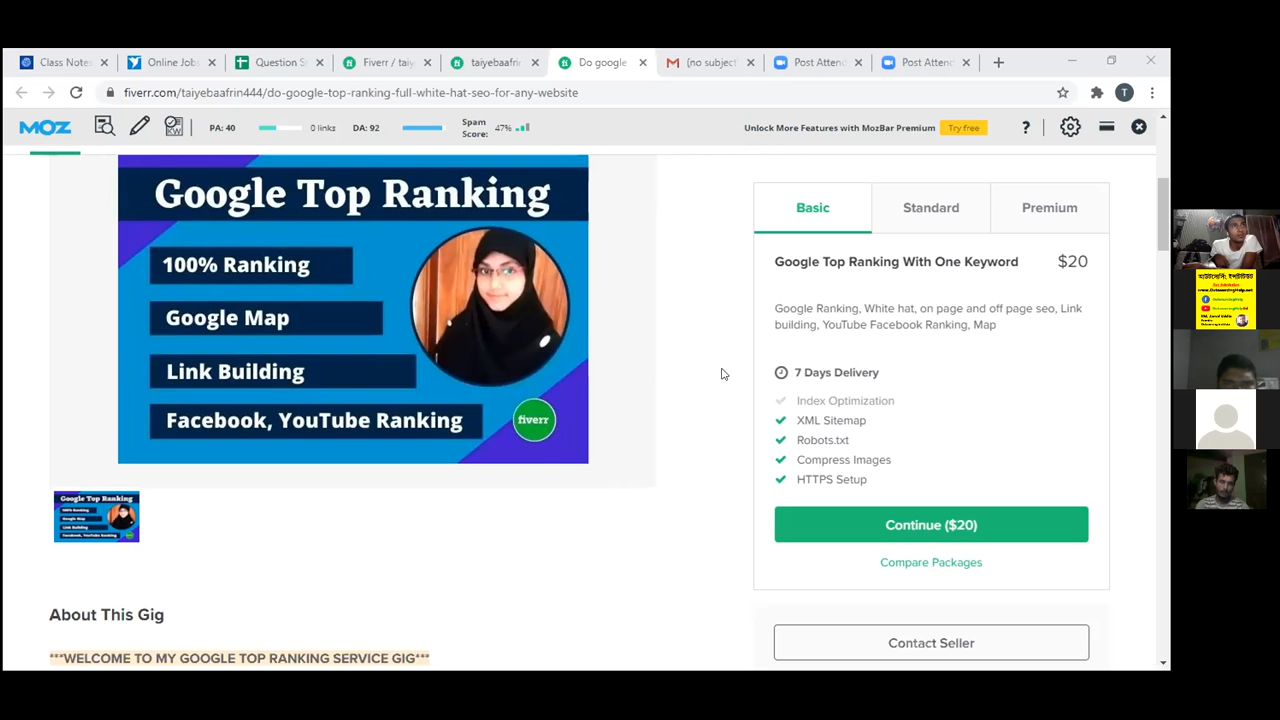 Class Notes
Online Job
Question S
Fiverr / taiy
taiyebaafri
Do google
(no subject
Post Attend
Post Attend
fiverr.com/taiyebaafrin444/do-google-top-ranking-full-white-hat-seo-for-any-website
T
MOZ
PA: 40
0 links
DA: 92
Spam
Score:
47%
Unlock More Features with MozBar Premium
Try free
Google Top Ranking
100% Ranking
Google Map
Link Building
Facebook, YouTube Ranking
fiverr
Basic
Standard
Premium
Google Top Ranking With One Keyword
$20
Google Ranking, White hat, on page and off page seo, Link
building, YouTube Facebook Ranking, Map
7 Days Delivery
Index Optimization
XML Sitemap
Robots.txt
Compress Images
HTTPS Setup
Continue ($20)
Compare Packages
Contact Seller
About This Gig
***WELCOME TO MY GOOGLE TOP RANKING SERVICE GIG***